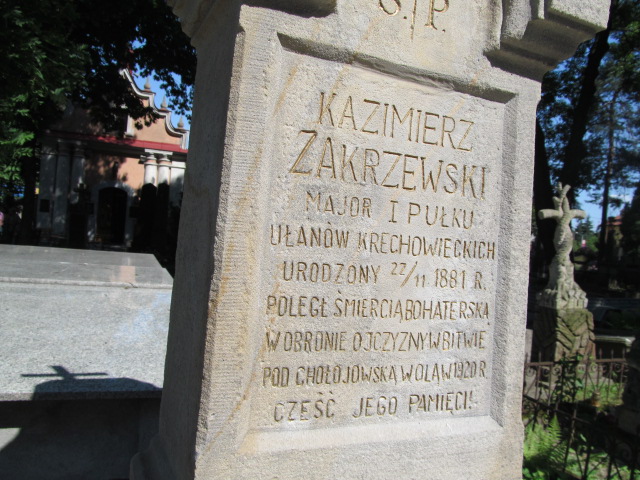 Ś.†P.
KAZIMIERZ
ZAKRZEWSKI
MAJOR I PUŁKU
UŁANÓW KRECHOWIECKICH
URODZONY 22/11 1881 R.
POLEGŁ ŚMIERCIĄ BOHATERSKĄ
W OBRONIE OJCZYZNY W BITWIE
POD CHOŁOJOWSKĄ WOLĄ W 1920 R.
CZEŚĆ JEGO PAMIĘCI!